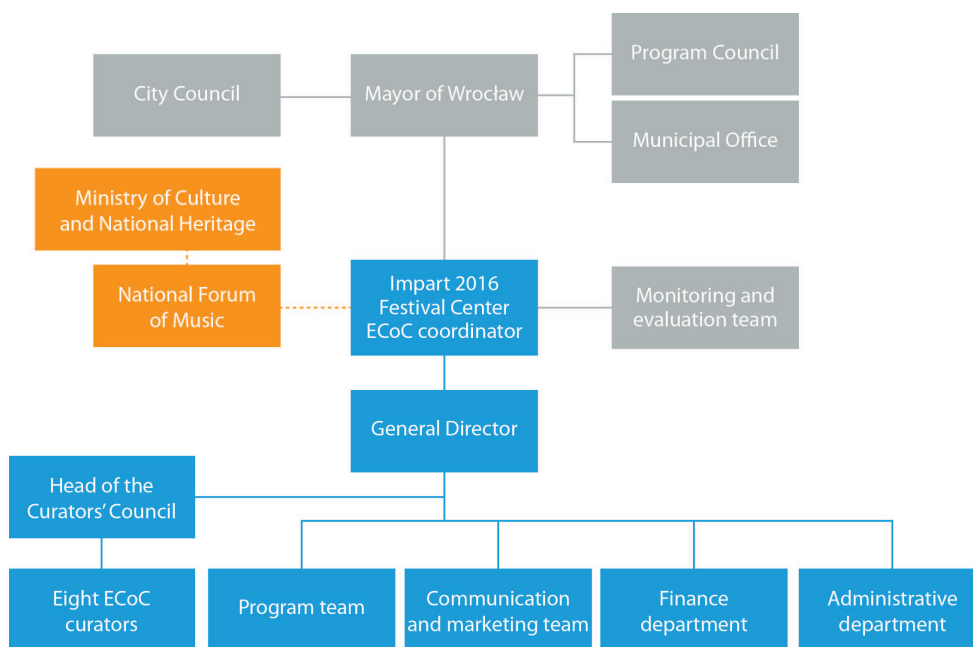 Program Council
City Council
Mayor of Wrocław
Municipal Office
Ministry of Culture
and National Heritage
National Forum
of Music
Impart 2016
Festival Center
ECoC coordinator
Monitoring and
evaluation team
General Director
Head of the
Curators’ Council
Eight ECoC
curators
Program team
Communication
and marketing team
Finance
department
Administrative
department